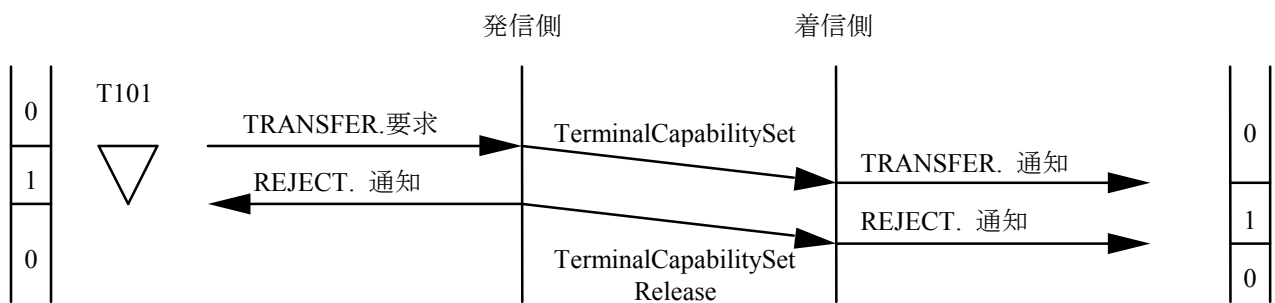 発信側
着信側
0
T101
TRANSFER.要求
TerminalCapabilitySet
0
1
REJECT. 通知
TRANSFER. 通知
REJECT. 通知
1
0
TerminalCapabilitySet
Release
0